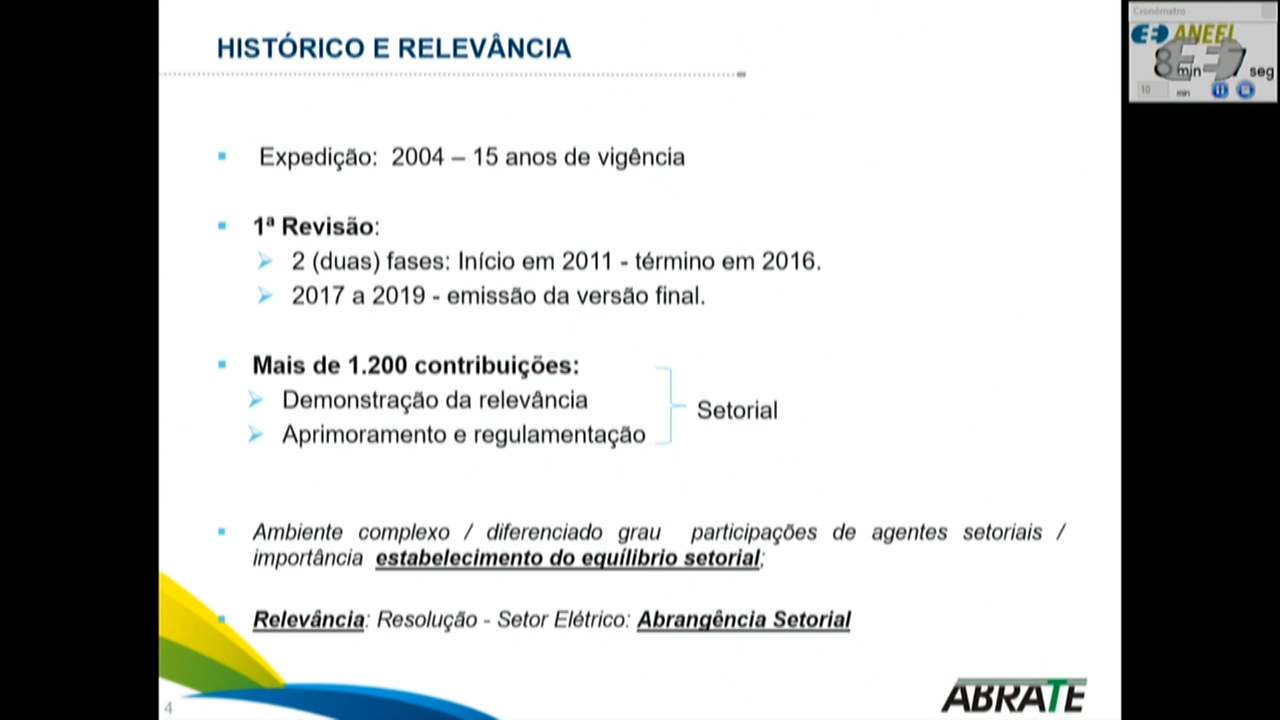 HISTÓRICO E RELEVÂNCIA
Cronômetro
ANEEL
min
seg
10
min
Expedição: 2004 – 15 anos de vigência
1ª Revisão:
2 (duas) fases: Início em 2011 - término em 2016.
2017 a 2019 - emissão da versão final.
Mais de 1.200 contribuições:
Demonstração da relevância
Aprimoramento e regulamentação
Setorial
Ambiente complexo / diferenciado grau participações de agentes setoriais /
importância estabelecimento do equílibrio setorial;
Relevância: Resolução - Setor Elétrico: Abrangência Setorial
4
ABRATE